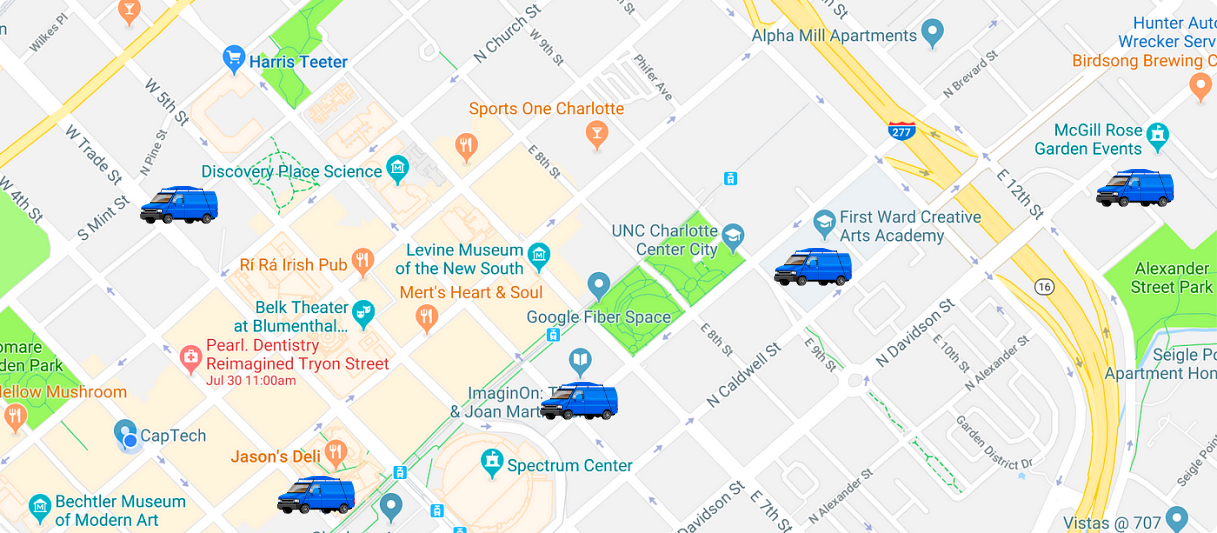 Wilkes Pl
N Church St
W 9th St
Alpha Mill Apartments
Hunter Auto
Wrecker Serv
Birdsong Brewing C
Harris Teeter
Phifer Ave
N Brevard St
W 5th St
Sports One Charlotte
277
McGill Rose
Garden Events
W Trade St
N Pine St
E 8th St
Discovery Place Science
W 4th St
S Mint St
E 12th St
First Ward Creative
Arts Academy
UNC Charlotte
Center City
Levine Museum
of the New South
Rí Rá Irish Pub
Mert's Heart & Soul
Alexander
Street Park
16
Belk Theater
at Blumenthal...
Google Fiber Space
E 8th St
E 9th St
N Davidson St
E 10th St
N Alexander St
Pearl. Dentistry
Reimagined Tryon Street
Jul 30 11:00am
omare
den Park
N Caldwell St
Seigle Po
Apartment Hom
ellow Mushroom
ImaginOn: T
& Joan Mart
CapTech
Garden District Dr
Jason's Deli
Spectrum Center
Seigle Point
N Alexander St
Bechtler Museum
of Modern Art
Davidson St
E 7th St
Vistas @ 707